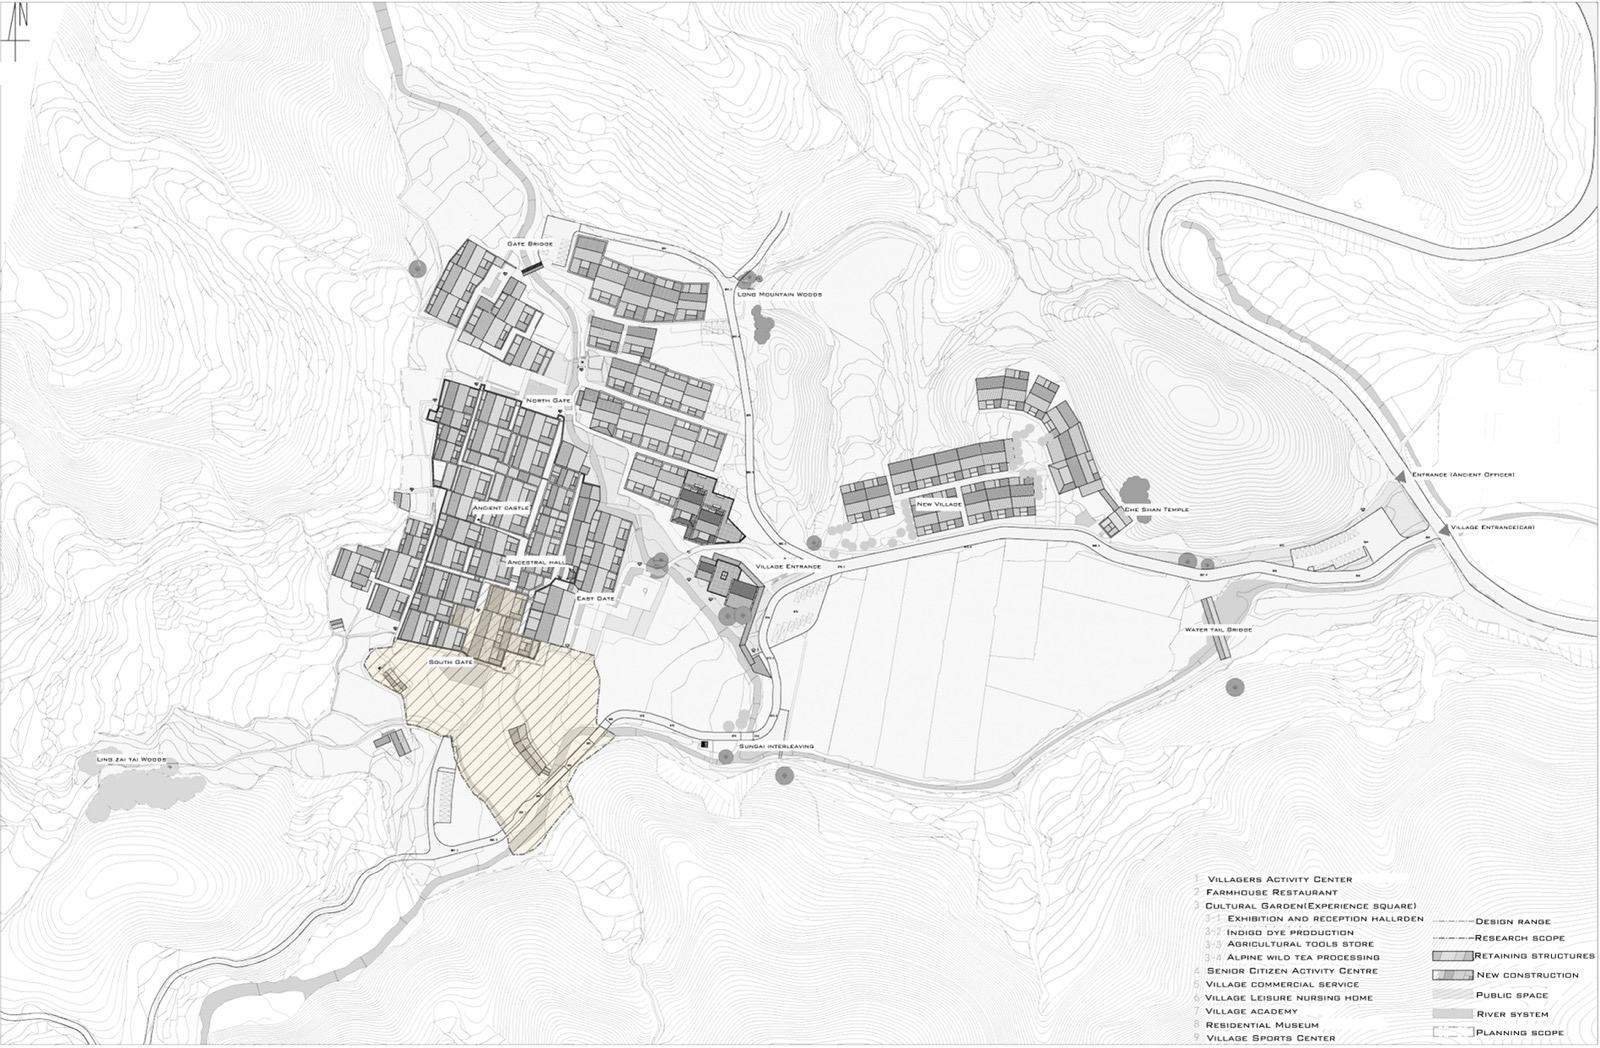 N
Gate Bridge
Long Mountain Woods
North Gate
Entrance (Ancient Officer)
Ancient castle
New Village
Che Shan Temple
Village Entrance(car)
Ancestral hall
Village Entrance
East Gate
9
Water tail Bridge
South Gate
3
Sungai interleaving
Ling zai tai Woods
1 Villagers Activity Center
2 Farmhouse Restaurant
3 Cultural Garden(Experience square)
3-1 Exhibition and reception hallrden
3-2 Indigo dye production
3-3 Agricultural tools store
3-4 Alpine wild tea processing
4 Senior Citizen Activity Centre
5 Village commercial service
6 Village Leisure nursing home
7 Village academy
8 Residential Museum
9 Village Sports Center
Design range
Research scope
Retaining structures
New construction
Public space
River system
Planning scope